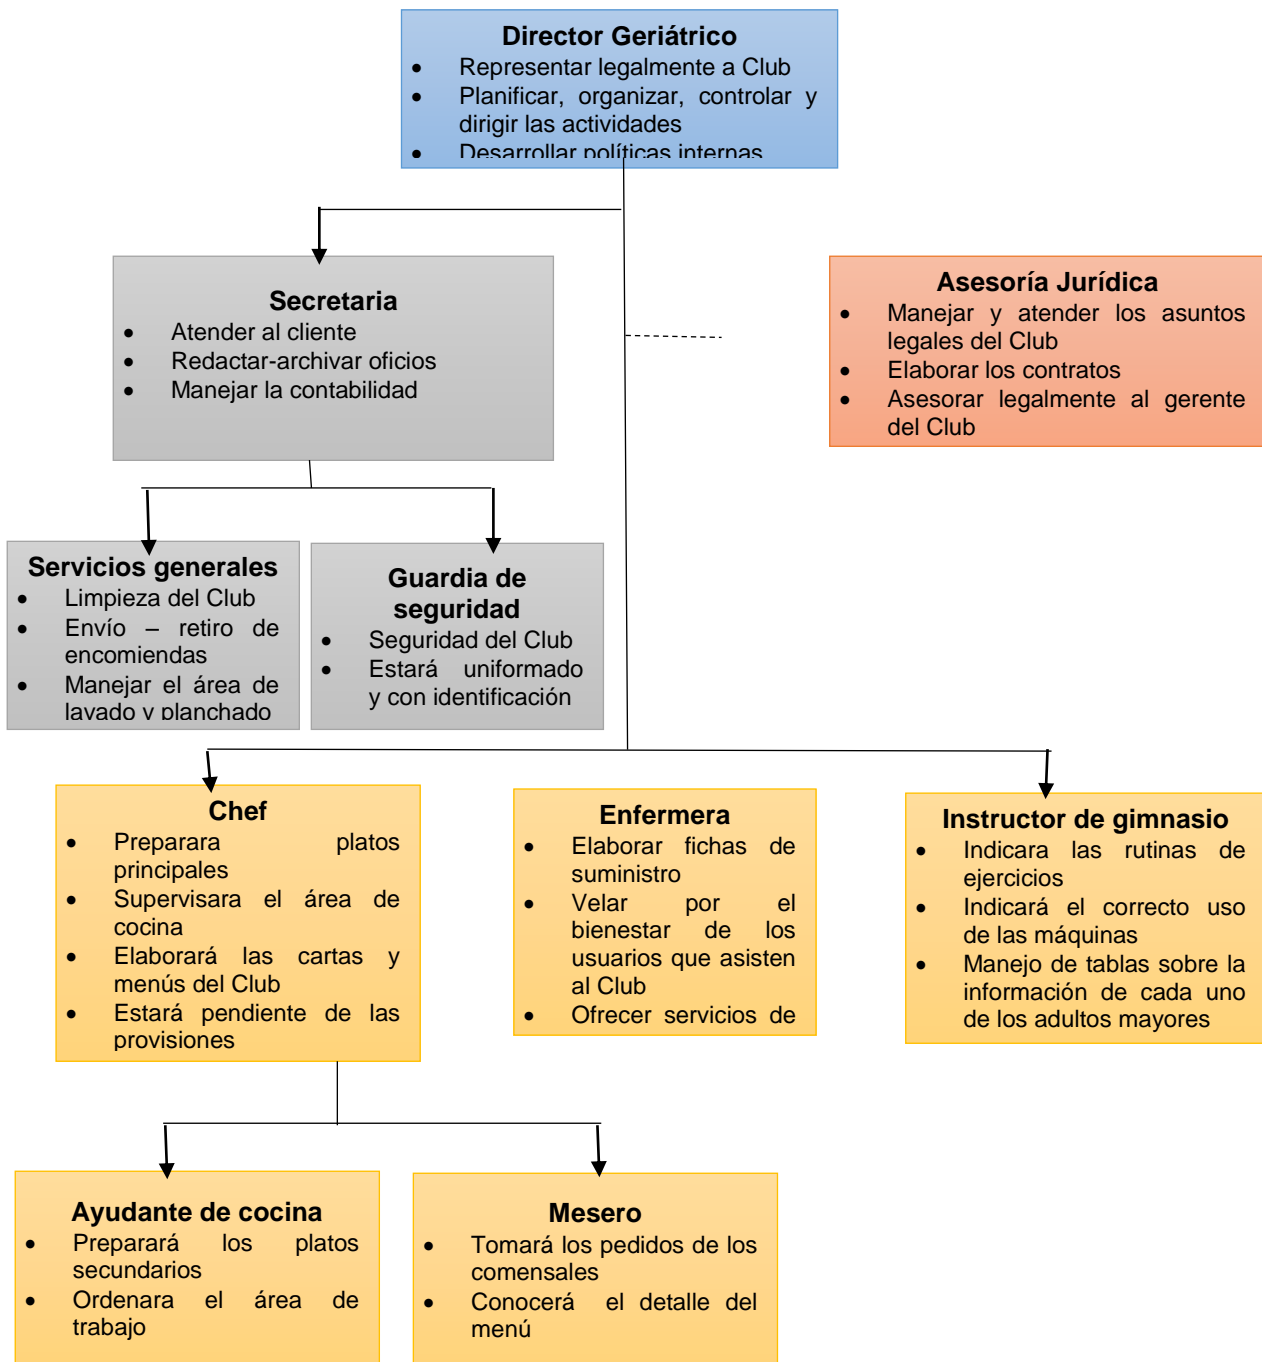 Director Geriátrico
• Representar legalmente a Club
• Planificar, organizar, controlar y
dirigir las actividades
• Desarrollar políticas internas
Secretaria
• Atender al cliente
• Redactar-archivar oficios
• Manejar la contabilidad
Asesoría Jurídica
• Manejar y atender los asuntos
legales del Club
• Elaborar los contratos
• Asesorar legalmente al gerente
del Club
Servicios generales
• Limpieza del Club
• Envío – retiro de
encomiendas
• Manejar el área de
lavado y planchado
Guardia de
seguridad
• Seguridad del Club
• Estará uniformado
y con identificación
Chef
• Preparara platos
principales
• Supervisara el área de
cocina
• Elaborará las cartas y
menús del Club
• Estará pendiente de las
provisiones
Enfermera
• Elaborar fichas de
suministro
• Velar por el
bienestar de los
usuarios que asisten
al Club
• Ofrecer servicios de
Instructor de gimnasio
• Indicara las rutinas de
ejercicios
• Indicará el correcto uso
de las máquinas
• Manejo de tablas sobre la
información de cada uno
de los adultos mayores
Ayudante de cocina
• Preparará los platos
secundarios
• Ordenara el área de
trabajo
Mesero
• Tomará los pedidos de los
comensales
• Conocerá el detalle del
menú